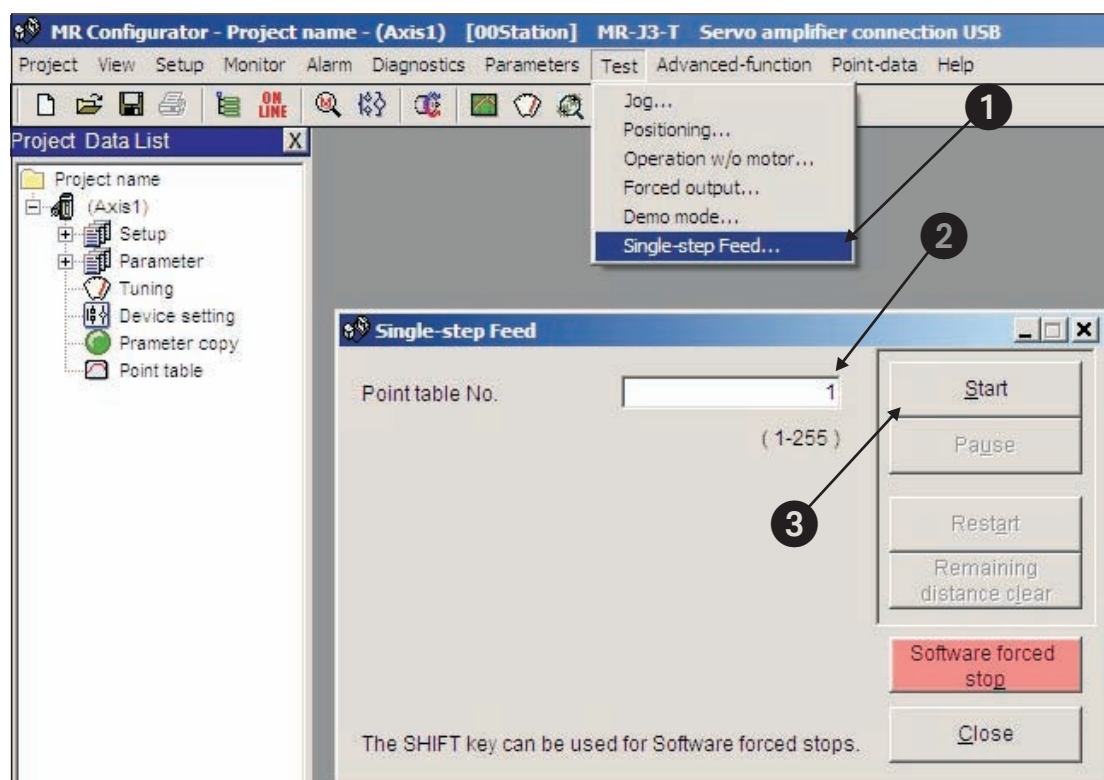 MR Configurator - Project name - (Axis1) [00Station] MR-J3-T Servo amplifier connection USB
Project View Setup Monitor Alarm Diagnostics Parameters Test Advanced-function Point-data Help
ON LINE
Jog...
Positioning...
Operation w/o motor...
Forced output...
Demo mode...
Single-step Feed...
1
2
Project Data List X
Project name
(Axis1)
Setup
Parameter
Tuning
Device setting
Prameter copy
Point table
Single-step Feed
Point table No. 1
( 1-255 )
3
Start
Pause
Restart
Remaining
distance clear
Software forced
stop
Close
The SHIFT key can be used for Software forced stops.